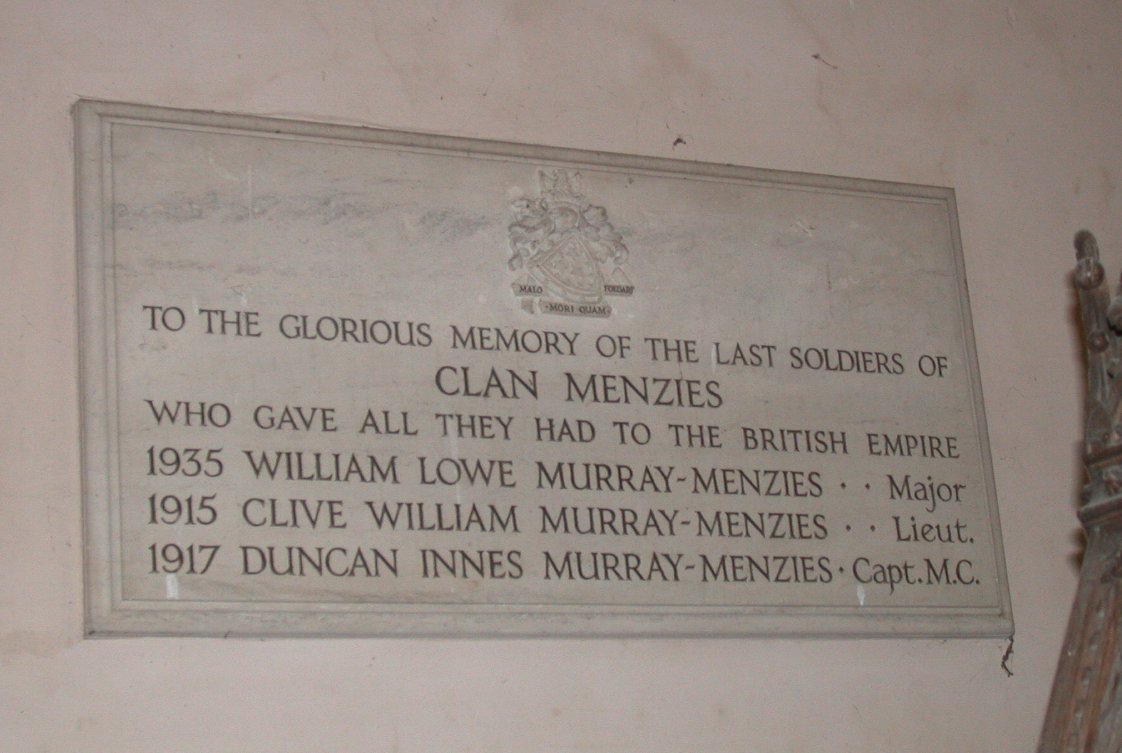 MALO MORI QUAM FOEDARI
TO THE GLORIOUS MEMORY OF THE LAST SOLDIERS OF
CLAN MENZIES
WHO GAVE ALL THEY HAD TO THE BRITISH EMPIRE
1935 WILLIAM LOWE MURRAY-MENZIES · · Major
1915 CLIVE WILLIAM MURRAY-MENZIES · · Lieut.
1917 DUNCAN INNES MURRAY-MENZIES · Capt. M.C.